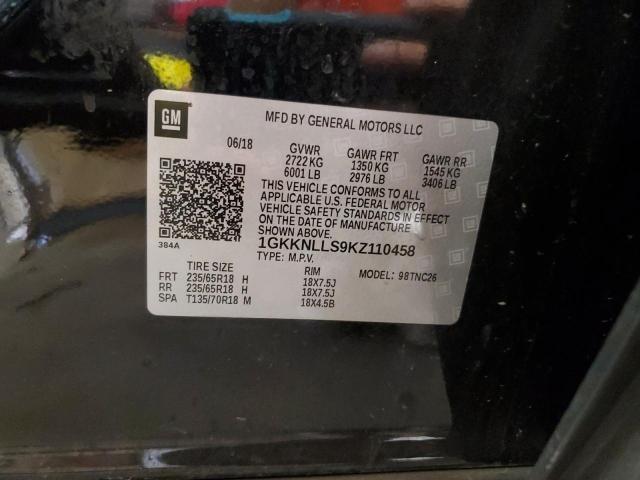 GM
MFD BY GENERAL MOTORS LLC
06/18 GVWR GAWR FRT GAWR RR
2722 KG 1350 KG 1545 KG
6001 LB 2976 LB 3406 LB
THIS VEHICLE CONFORMS TO ALL
APPLICABLE U.S. FEDERAL MOTOR
VEHICLE SAFETY STANDARDS IN EFFECT
ON THE DATE OF MANUFACTURE
SHOWN ABOVE.
384A
1GKKNLLS9KZ110458
TYPE: M.P.V.
TIRE SIZE RIM MODEL: 98TNC26
FRT 235/65R18 H 18X7.5J
RR 235/65R18 H 18X7.5J
SPA T135/70R18 M 18X4.5B